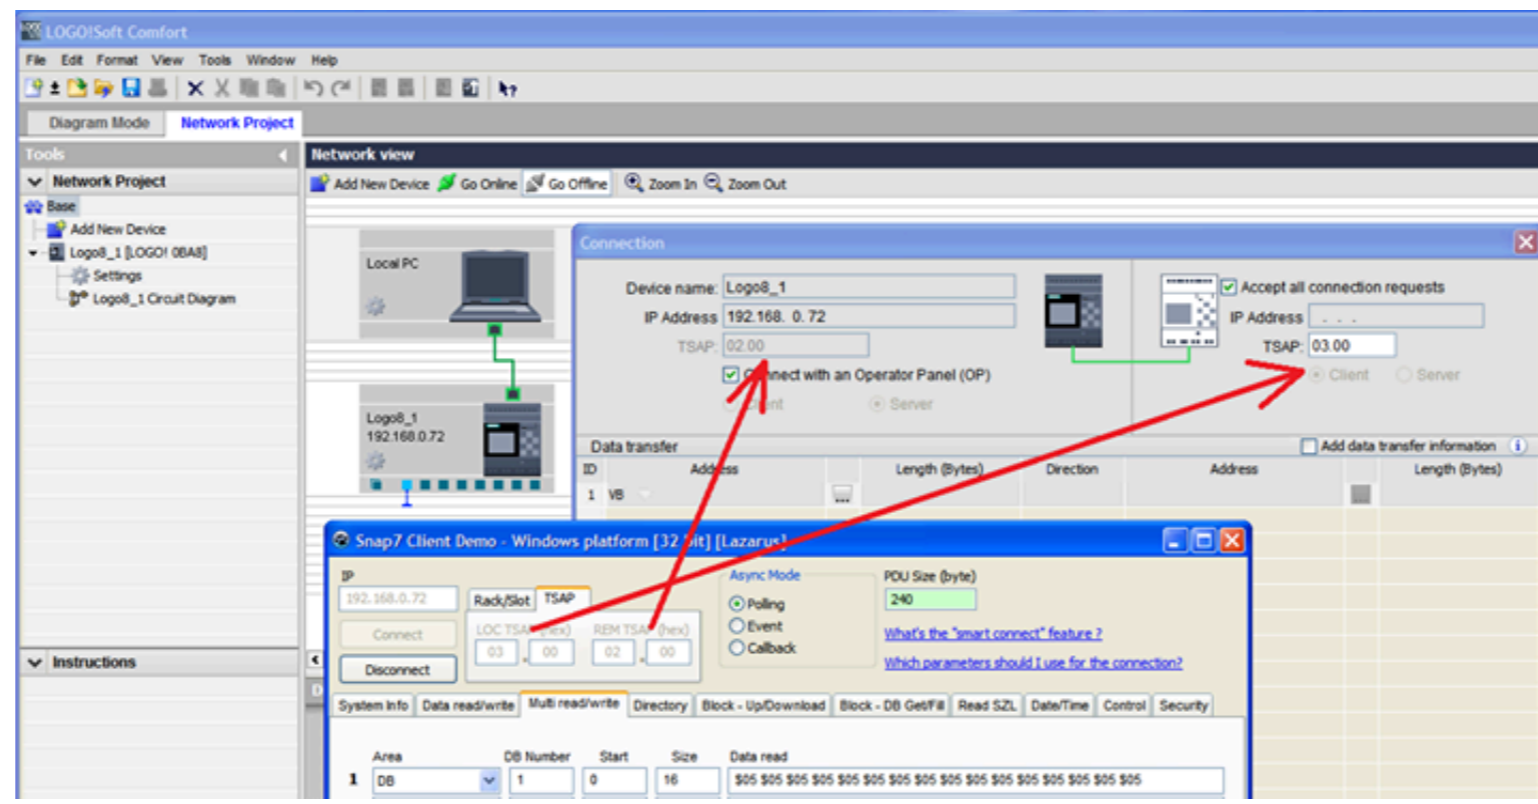 LOGO!Soft Comfort
File Edit Format View Tools Window Help
Diagram Mode Network Project
Tools
Network Project
Base
Add New Device
Logo8_1 [LOGO! 0BA8]
Settings
Logo8_1 Circuit Diagram
Instructions
Network view
Add New Device Go Online Go Offline Zoom In Zoom Out
Local PC
Logo8_1
192.168.0.72
Connection
Device name: Logo8_1
IP Address 192.168. 0. 72
TSAP: 02.00
Connect with an Operator Panel (OP)
Client Server
Accept all connection requests
IP Address . . .
TSAP: 03.00
Client Server
Data transfer Add data transfer information
ID Address Length (Bytes) Direction Address Length (Bytes)
1 VB ... ...
Snap7 Client Demo - Windows platform [32 bit] [Lazarus]
IP
192.168.0.72
Connect
Disconnect
Rack/Slot TSAP
LOC TSAP (hex) REM TSAP (hex)
03 . 00 02 . 00
Async Mode
Polling
Event
Callback
PDU Size (byte)
240
What's the "smart connect" feature ?
Which parameters should I use for the connection?
System Info Data read/write Multi read/write Directory Block - Up/Download Block - DB Get/Fill Read SZL Date/Time Control Security
Area DB Number Start Size Data read
1 DB 1 0 16 $05 $05 $05 $05 $05 $05 $05 $05 $05 $05 $05 $05 $05 $05 $05 $05